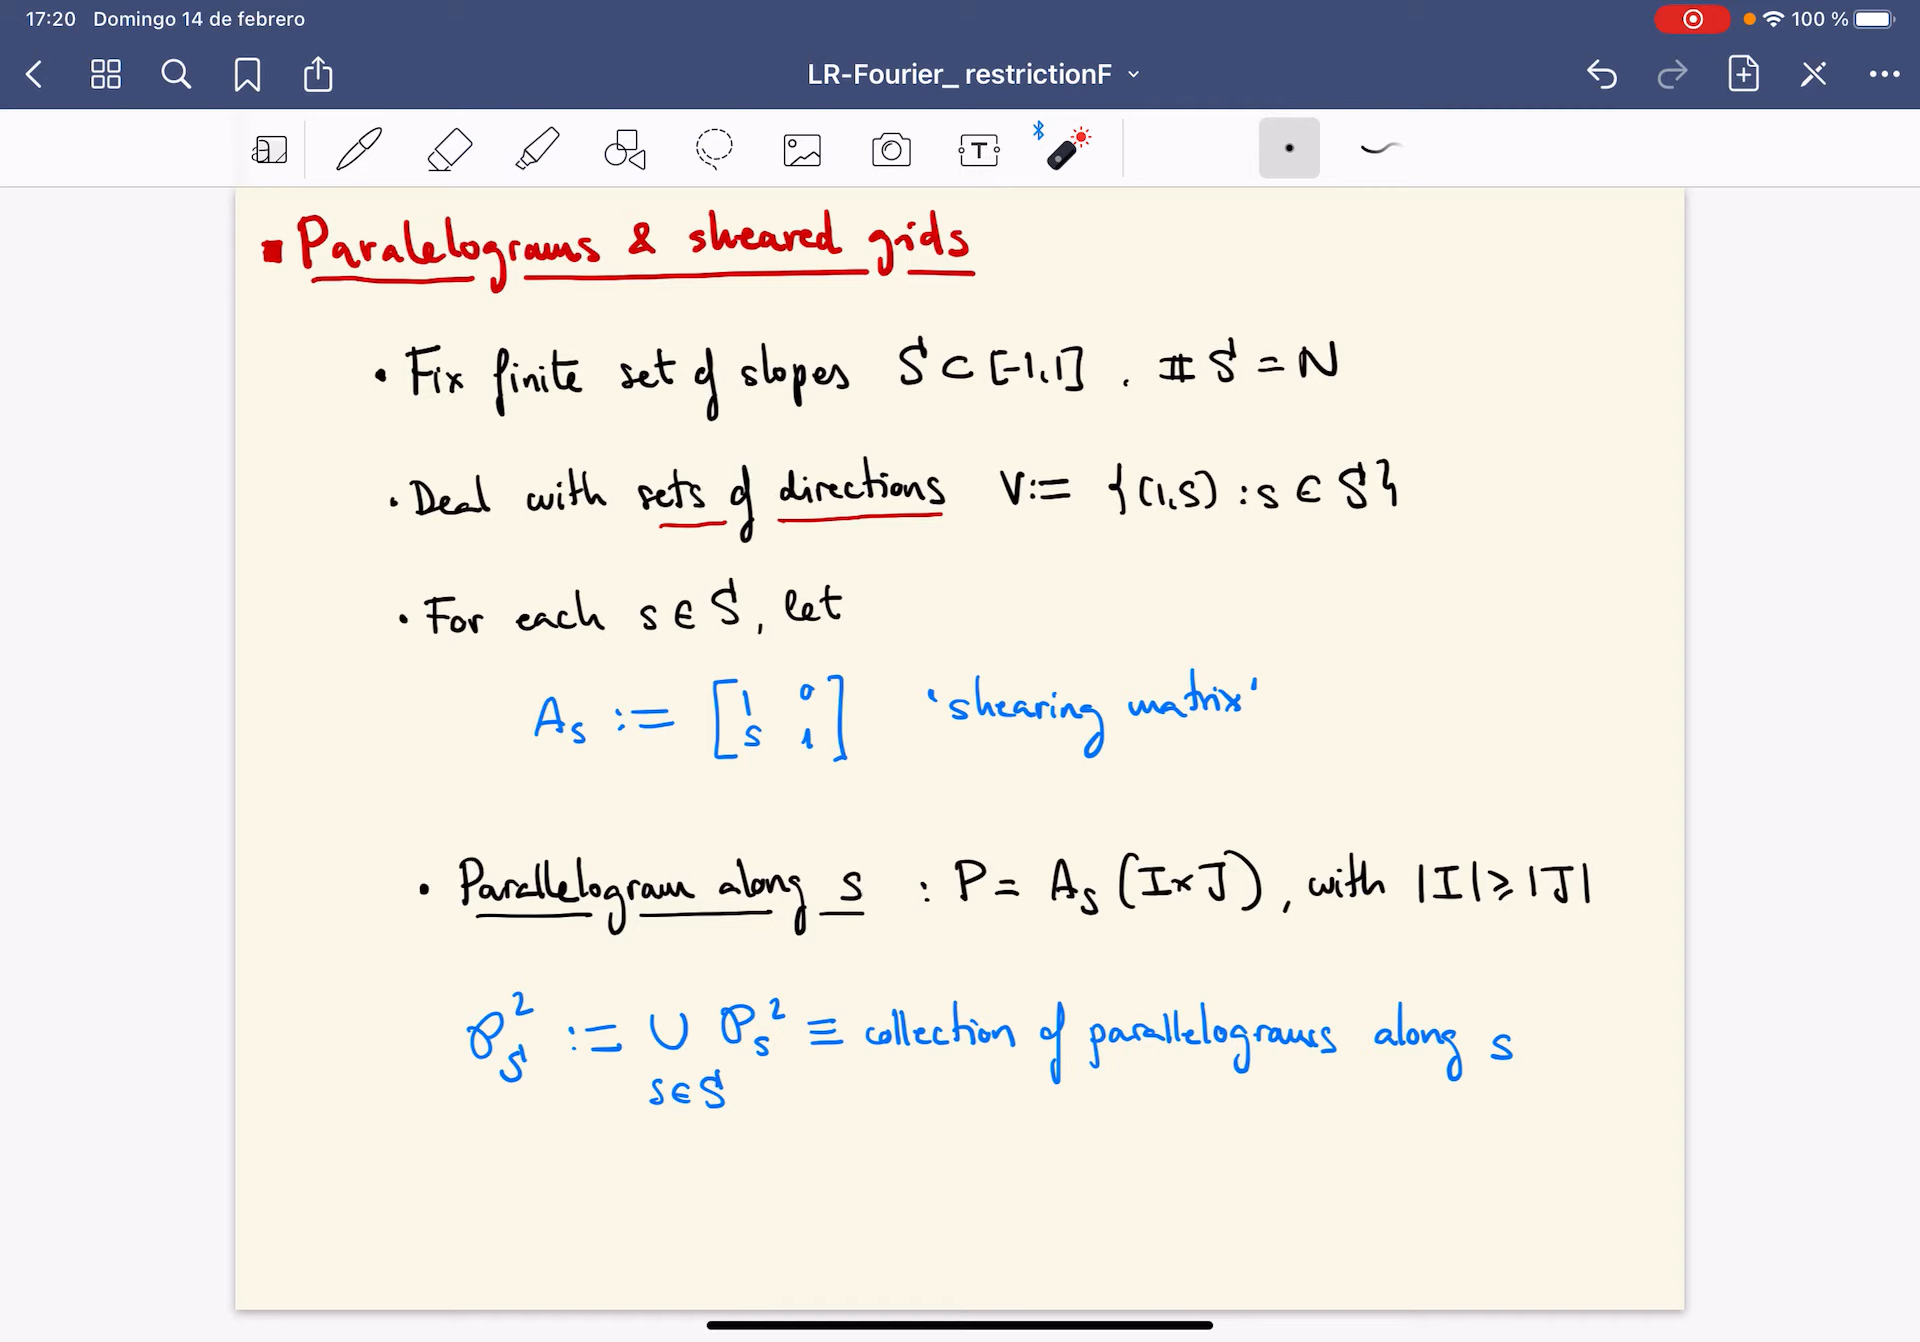 17:20 Domingo 14 de febrero 100 %
LR-Fourier_ restrictionF
a T
Paralelograms & sheared grids
• Fix finite set of slopes S ⊂ [-1,1] . # S = N
• Deal with sets of directions V:= {(1,s) : s ∈ S}
• For each s ∈ S, let
A_s := [1 0; s 1] 'shearing matrix'
• Parallelogram along s : P = A_s (I×J), with |I| ≥ |J|
P_S^2 := ∪ P_s^2 ≡ collection of parallelograms along s
s∈S